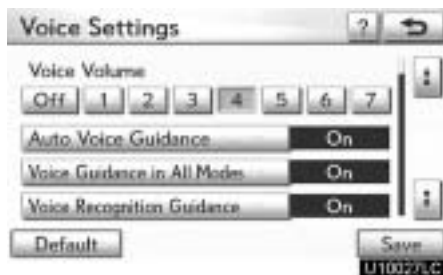 Voice Settings ?
Voice Volume
Off 1 2 3 4 5 6 7
Auto Voice Guidance On
Voice Guidance in All Modes On
Voice Recognition Guidance On
Default Save